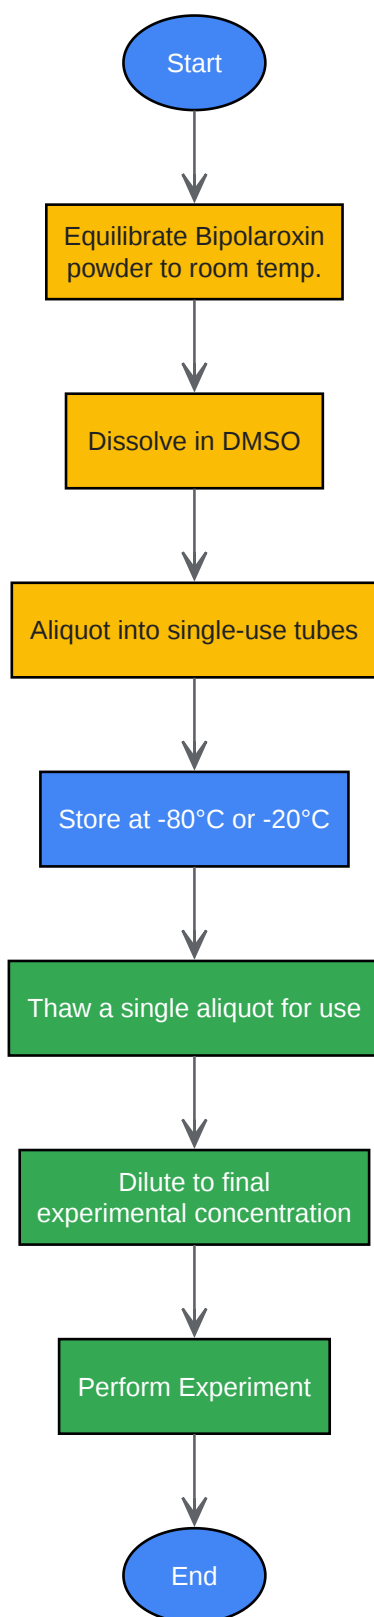 Start
Equilibrate Bipolaroxin
powder to room temp.
Dissolve in DMSO
Aliquot into single-use tubes
Store at -80°C or -20°C
Thaw a single aliquot for use
Dilute to final
experimental concentration
Perform Experiment
End